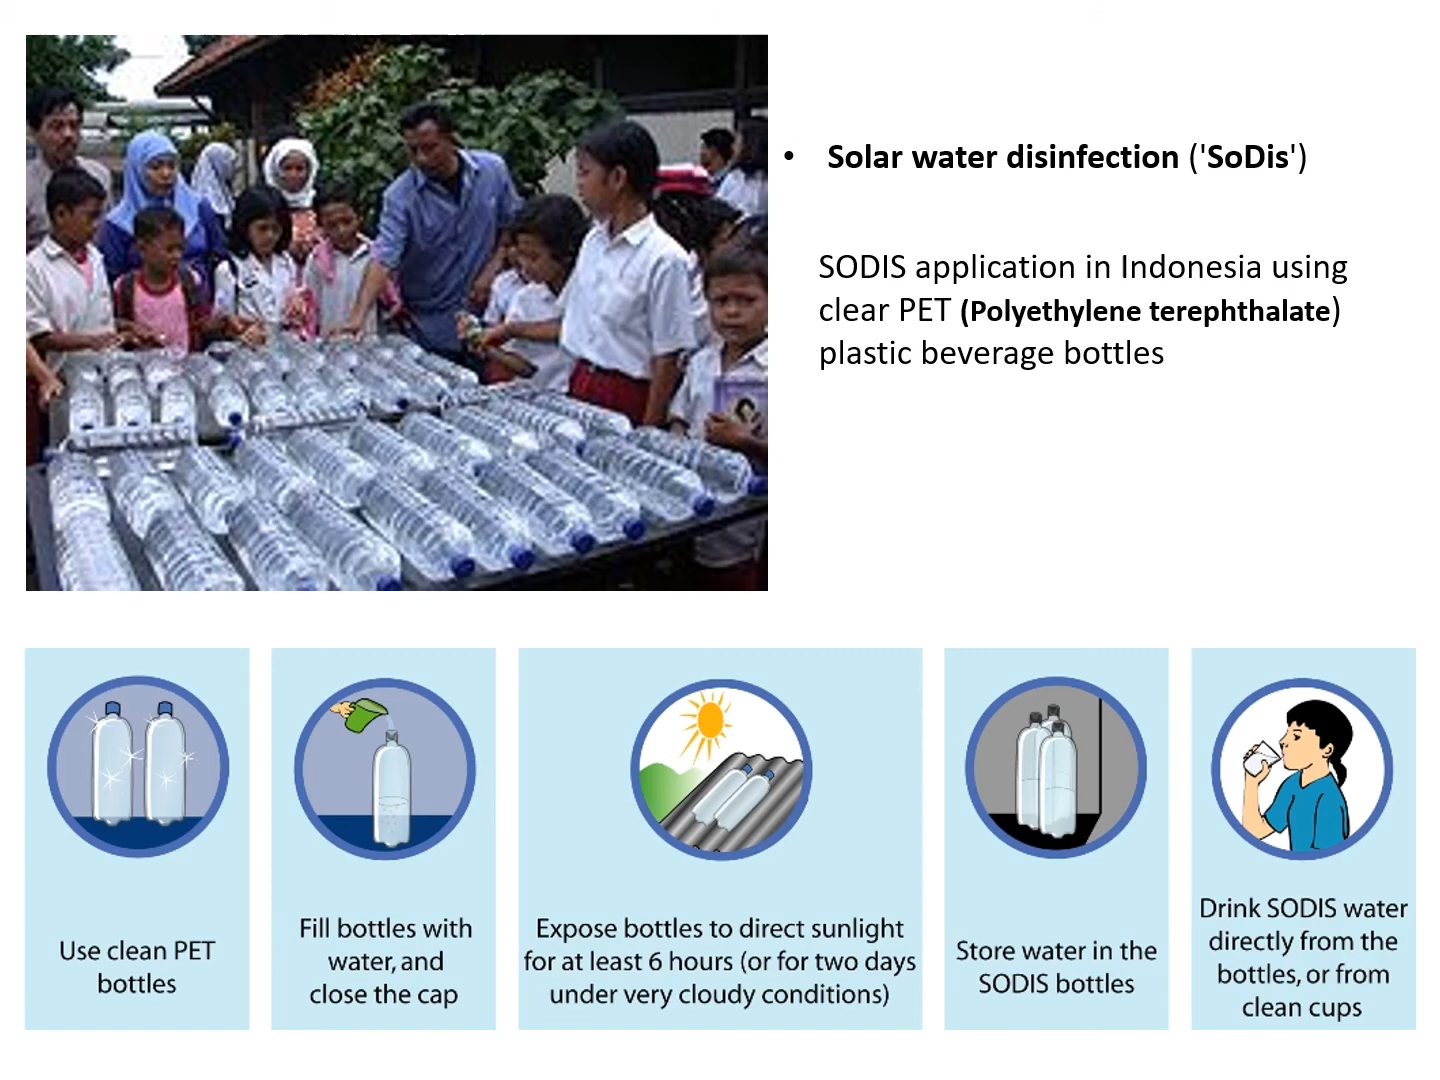 • Solar water disinfection ('SoDis')
SODIS application in Indonesia using
clear PET (Polyethylene terephthalate)
plastic beverage bottles
Use clean PET
bottles
Fill bottles with
water, and
close the cap
Expose bottles to direct sunlight
for at least 6 hours (or for two days
under very cloudy conditions)
Store water in the
SODIS bottles
Drink SODIS water
directly from the
bottles, or from
clean cups